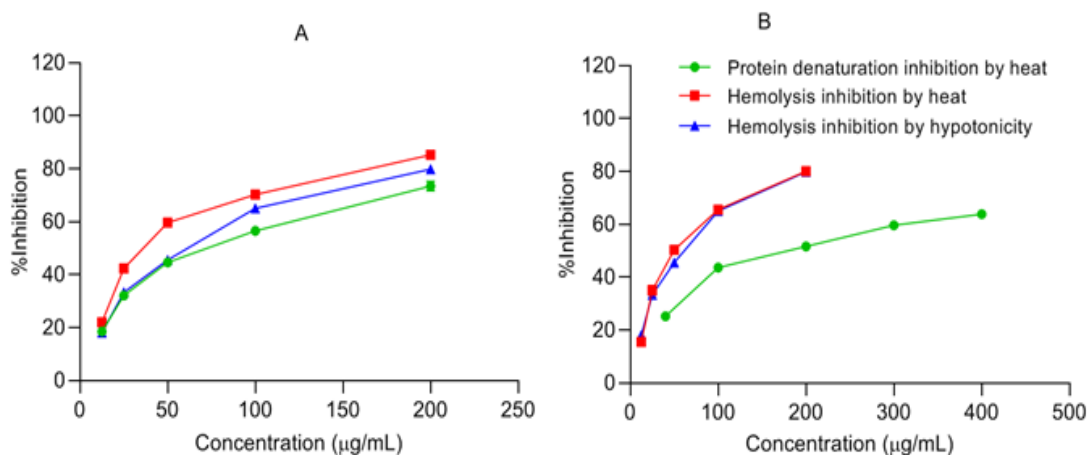 A
120
100
80
60
40
20
0
%Inhibition
0 50 100 150 200 250
Concentration (µg/mL)
B
120
100
80
60
40
20
0
%Inhibition
Protein denaturation inhibition by heat
Hemolysis inhibition by heat
Hemolysis inhibition by hypotonicity
0 100 200 300 400 500
Concentration (µg/mL)